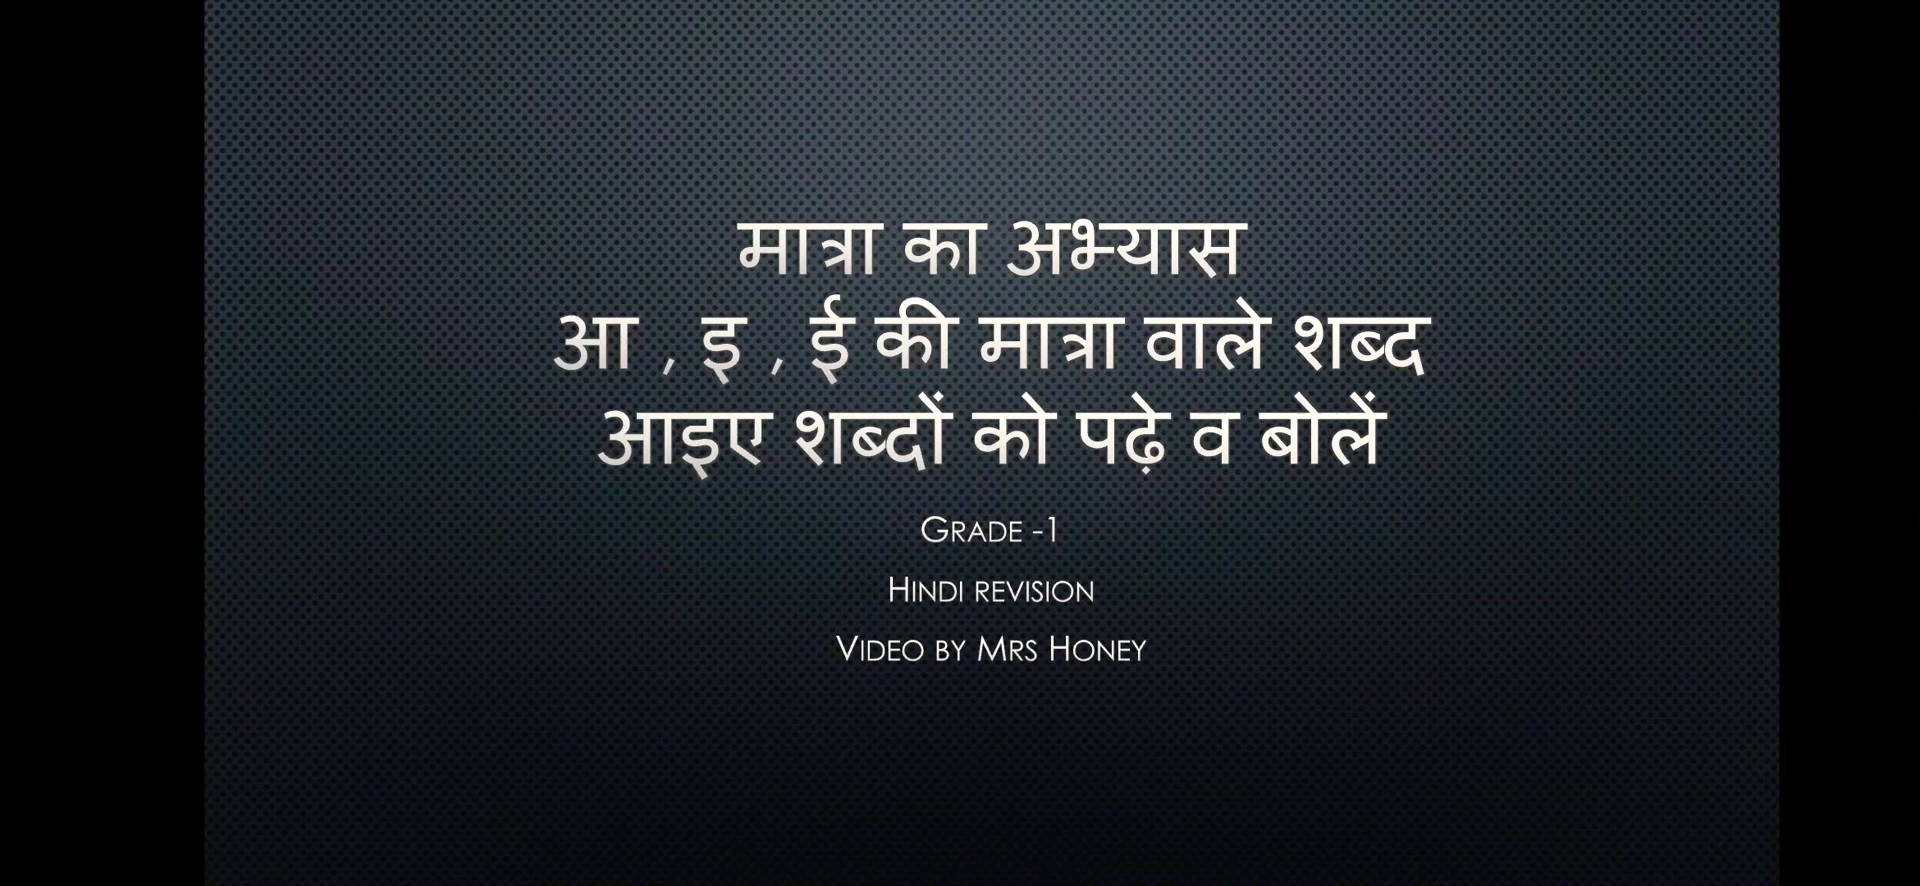 मात्रा का अभ्यास
आ , इ , ई की मात्रा वाले शब्द
आइए शब्दों को पढ़े व बोलें
Grade -1
Hindi revision
Video by Mrs Honey